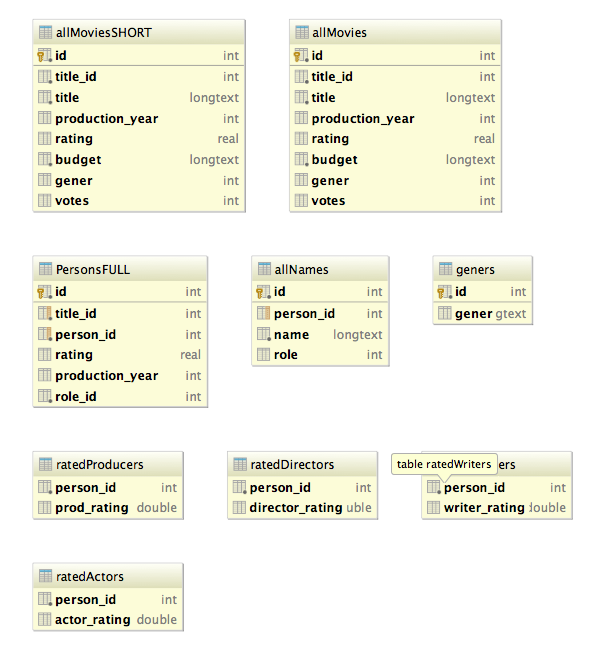 allMoviesSHORT
id int
title_id int
title longtext
production_year int
rating real
budget longtext
gener int
votes int
allMovies
id int
title_id int
title longtext
production_year int
rating real
budget longtext
gener int
votes int
PersonsFULL
id int
title_id int
person_id int
rating real
production_year int
role_id int
allNames
id int
person_id int
name longtext
role int
geners
id int
gener gtext
ratedProducers
person_id int
prod_rating double
ratedDirectors
person_id int
director_rating uble
table ratedWriters
ers
person_id int
writer_rating double
ratedActors
person_id int
actor_rating double